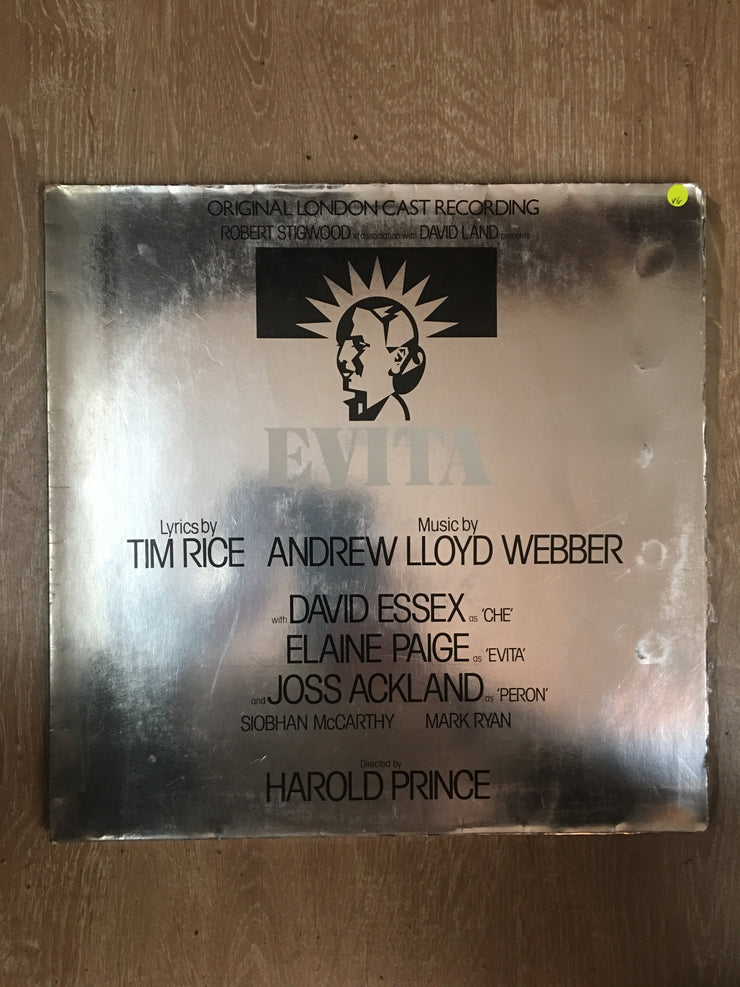 VG
ORIGINAL LONDON CAST RECORDING
ROBERT STIGWOOD in association with DAVID LAND presents
EVITA
Lyrics by Music by
TIM RICE ANDREW LLOYD WEBBER
with DAVID ESSEX as 'CHE'
ELAINE PAIGE as 'EVITA'
and JOSS ACKLAND as 'PERON'
SIOBHAN McCARTHY MARK RYAN
Directed by
HAROLD PRINCE